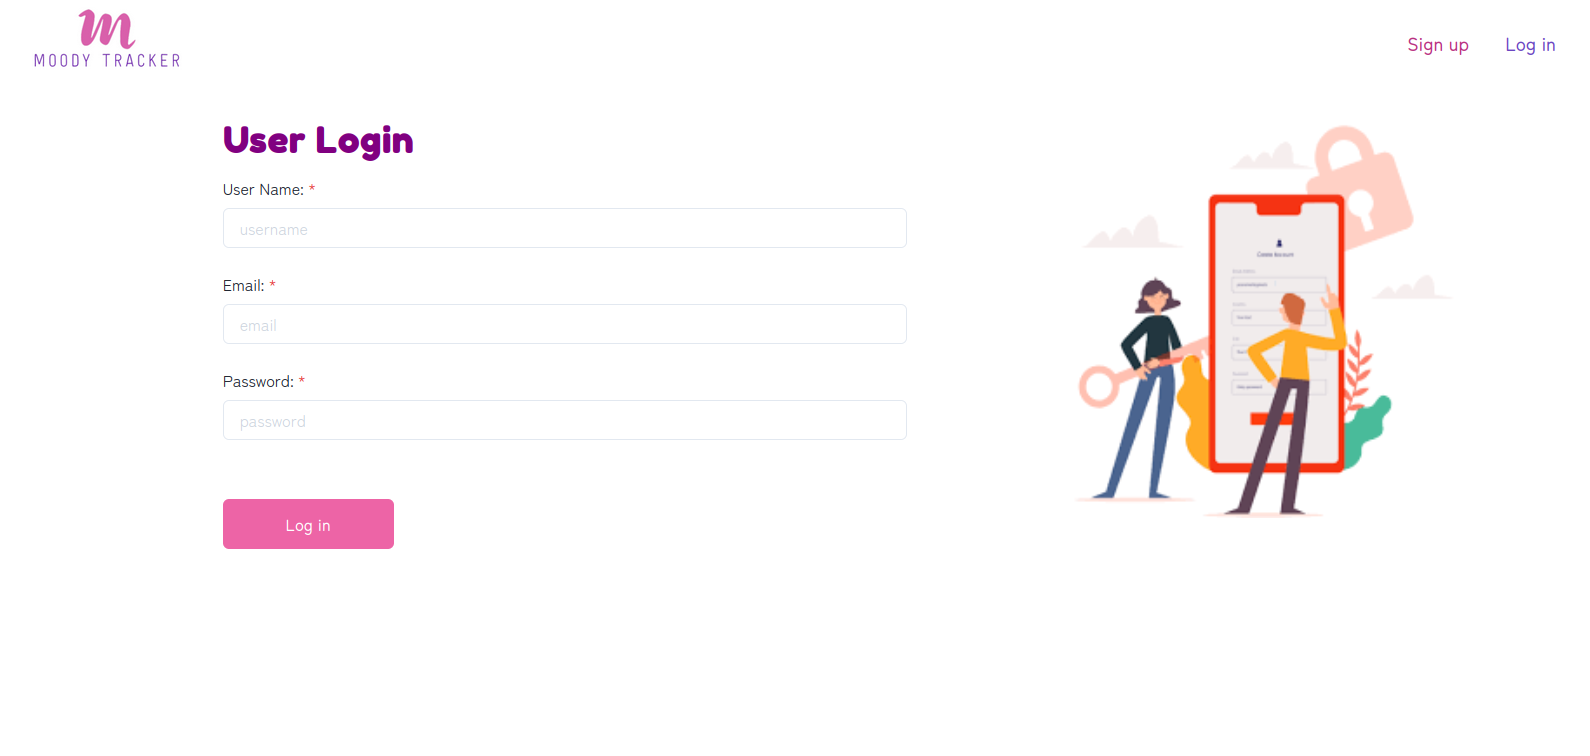 m
MOODY TRACKER
Sign up
Log in
User Login
User Name: *
username
Email: *
email
Password: *
password
Log in
Create Account